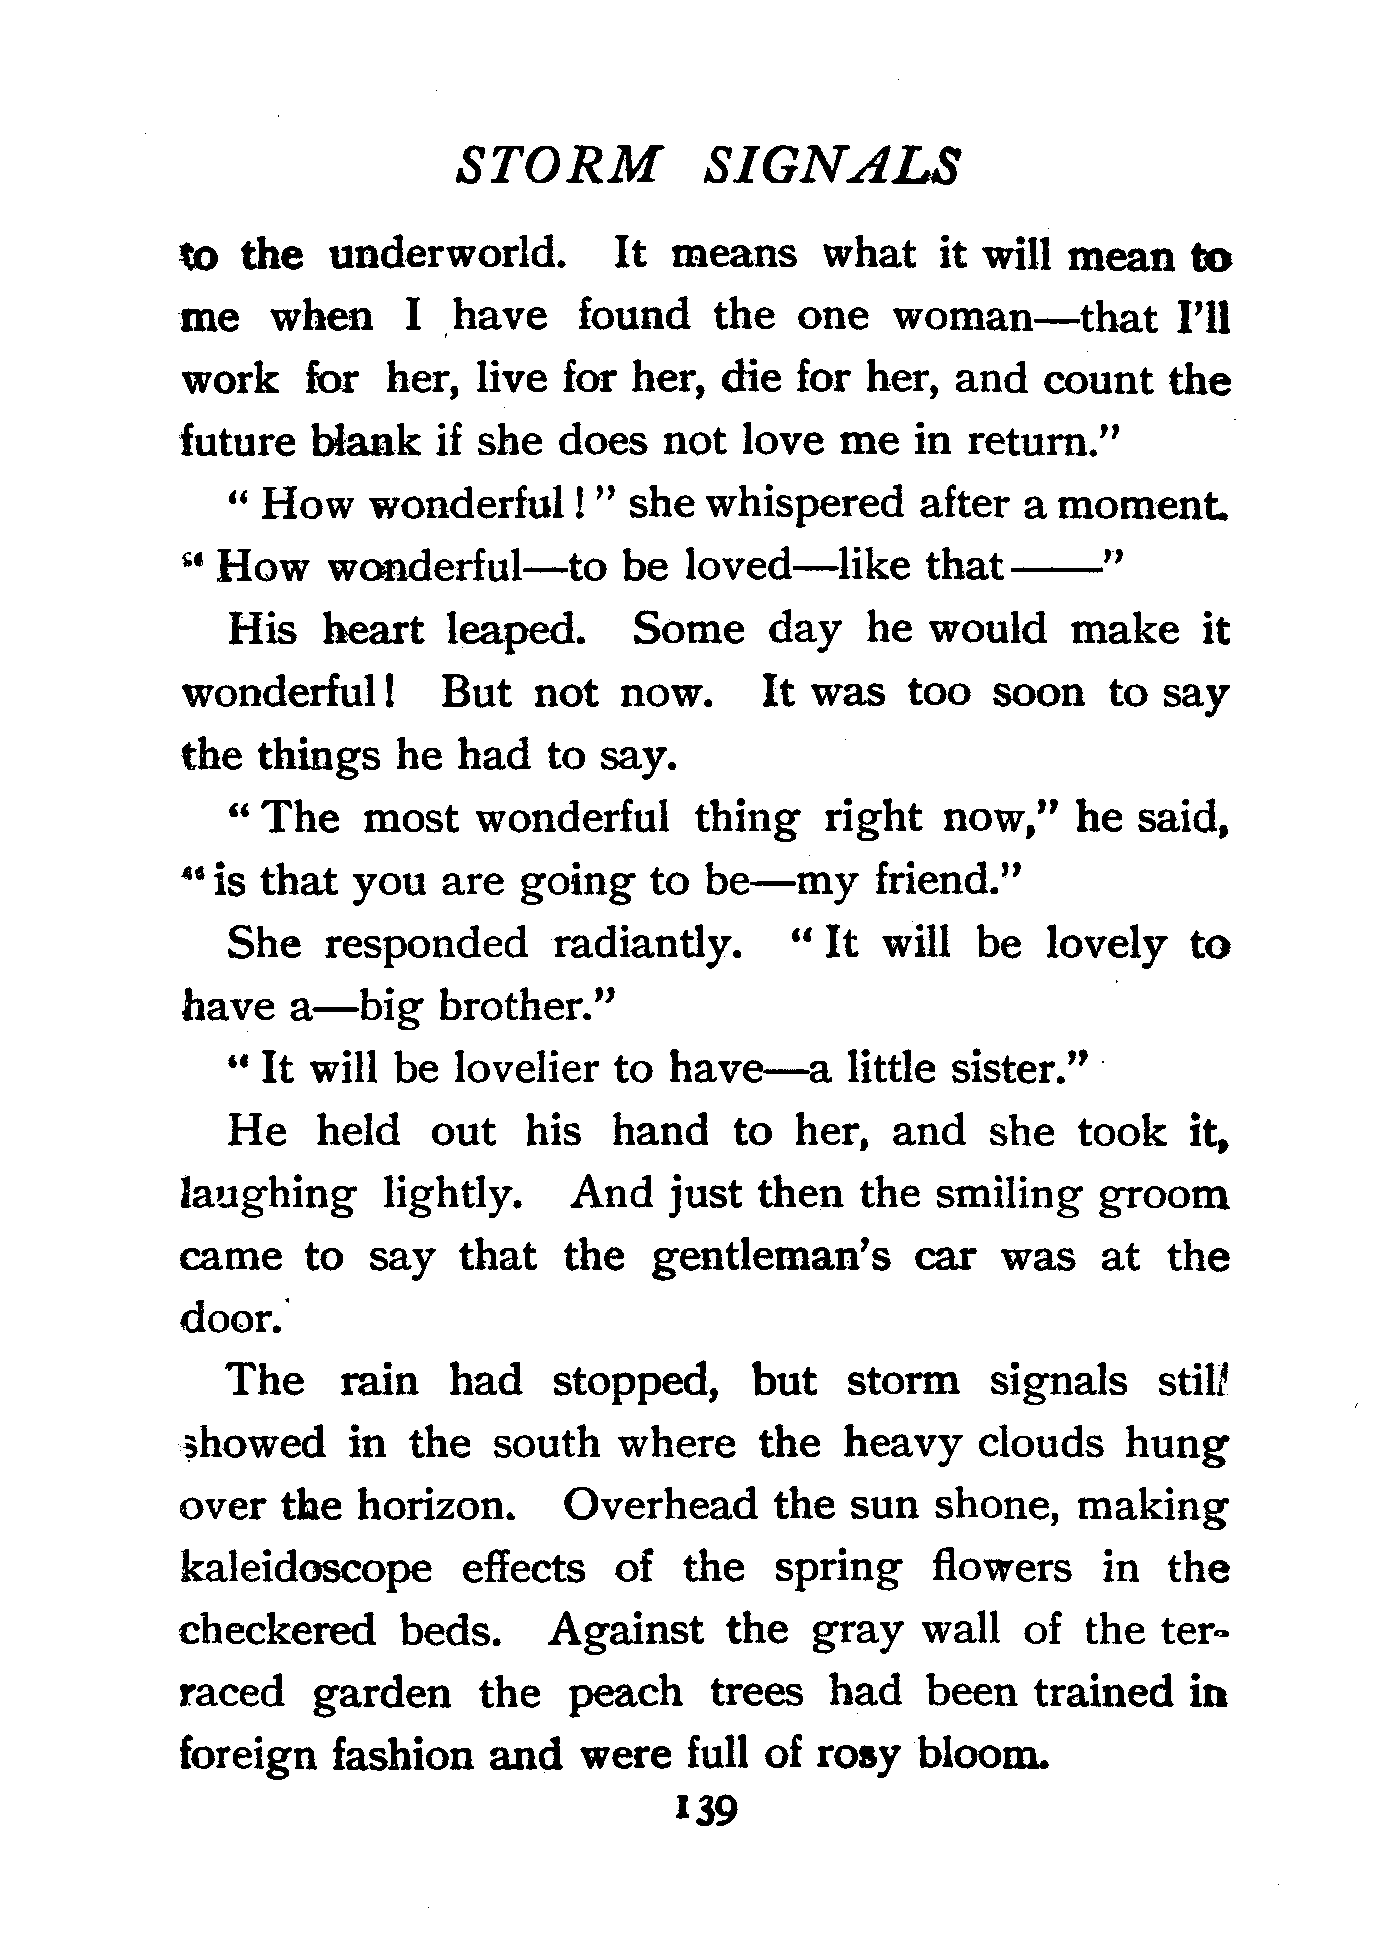 STORM SIGNALS
to the underworld. It means what it will mean to
me when I have found the one woman—that I'll
work for her, live for her, die for her, and count the
future blank if she does not love me in return."
" How wonderful ! " she whispered after a moment.
" How wonderful—to be loved—like that——"
His heart leaped. Some day he would make it
wonderful! But not now. It was too soon to say
the things he had to say.
" The most wonderful thing right now," he said,
" is that you are going to be—my friend."
She responded radiantly. " It will be lovely to
have a—big brother."
" It will be lovelier to have—a little sister."
He held out his hand to her, and she took it,
laughing lightly. And just then the smiling groom
came to say that the gentleman's car was at the
door.
The rain had stopped, but storm signals still
showed in the south where the heavy clouds hung
over the horizon. Overhead the sun shone, making
kaleidoscope effects of the spring flowers in the
checkered beds. Against the gray wall of the ter-
raced garden the peach trees had been trained in
foreign fashion and were full of rosy bloom.
139